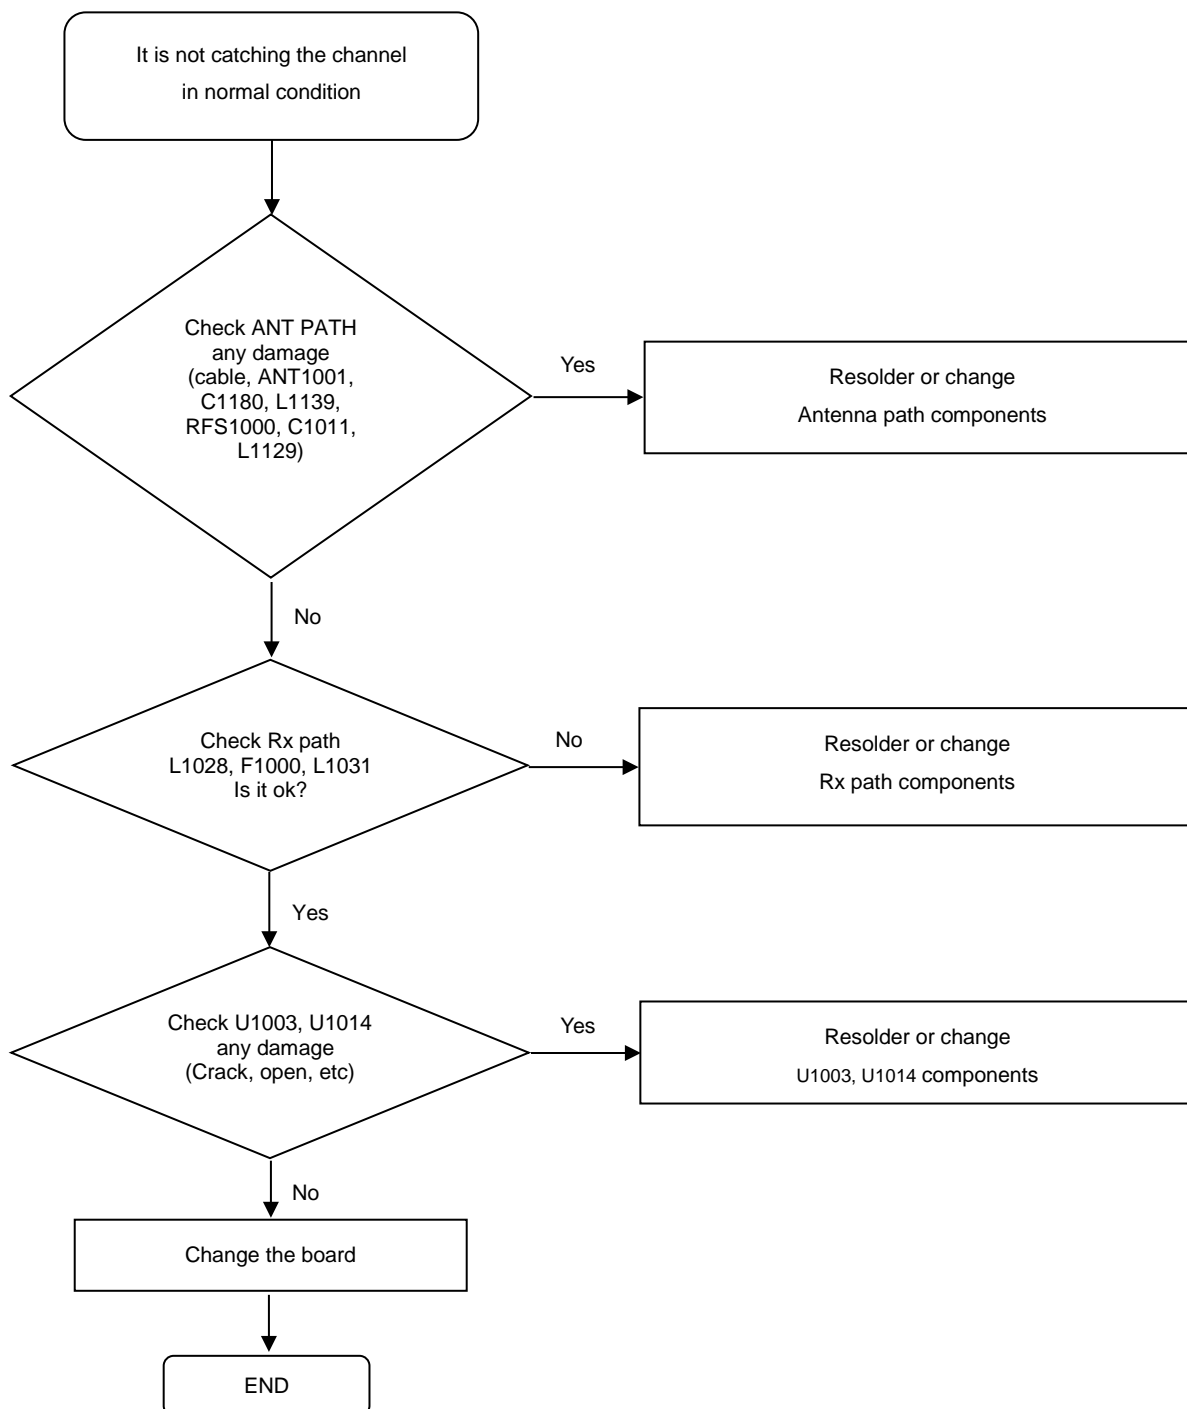 It is not catching the channel
in normal condition
Check ANT PATH
any damage
(cable, ANT1001,
C1180, L1139,
RFS1000, C1011,
L1129)
Yes
Resolder or change
Antenna path components
No
Check Rx path
L1028, F1000, L1031
Is it ok?
No
Resolder or change
Rx path components
Yes
Check U1003, U1014
any damage
(Crack, open, etc)
Yes
Resolder or change
U1003, U1014 components
No
Change the board
END